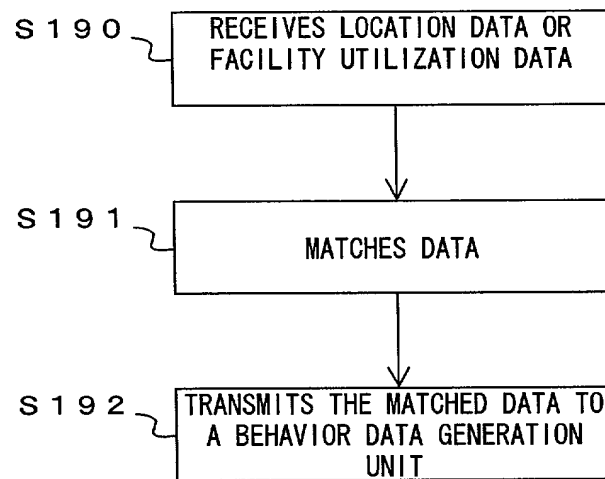 S190
RECEIVES LOCATION DATA OR
FACILITY UTILIZATION DATA
S191
MATCHES DATA
S192
TRANSMITS THE MATCHED DATA TO
A BEHAVIOR DATA GENERATION
UNIT